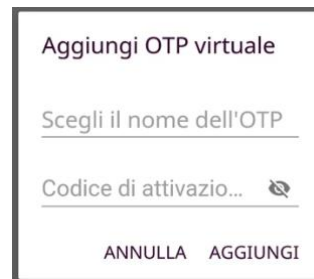 Aggiungi OTP virtuale
Scegli il nome dell'OTP
Codice di attivazio...
ANNULLA AGGIUNGI